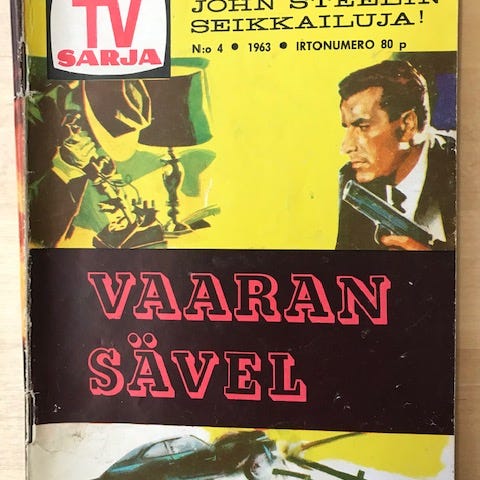 TV
SARJA
JOHN STEELIN
SEIKKAILUJA!
N:o 4 • 1963 • IRTONUMERO 80 p
VAARAN
SÄVEL